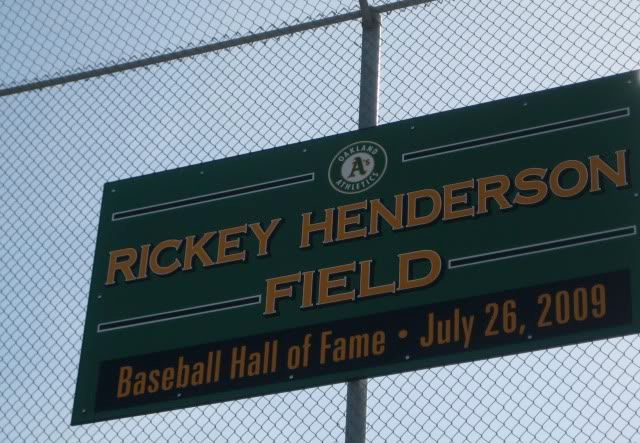 OAKLAND
A's
ATHLETICS
RICKEY HENDERSON
FIELD
Baseball Hall of Fame • July 26, 2009